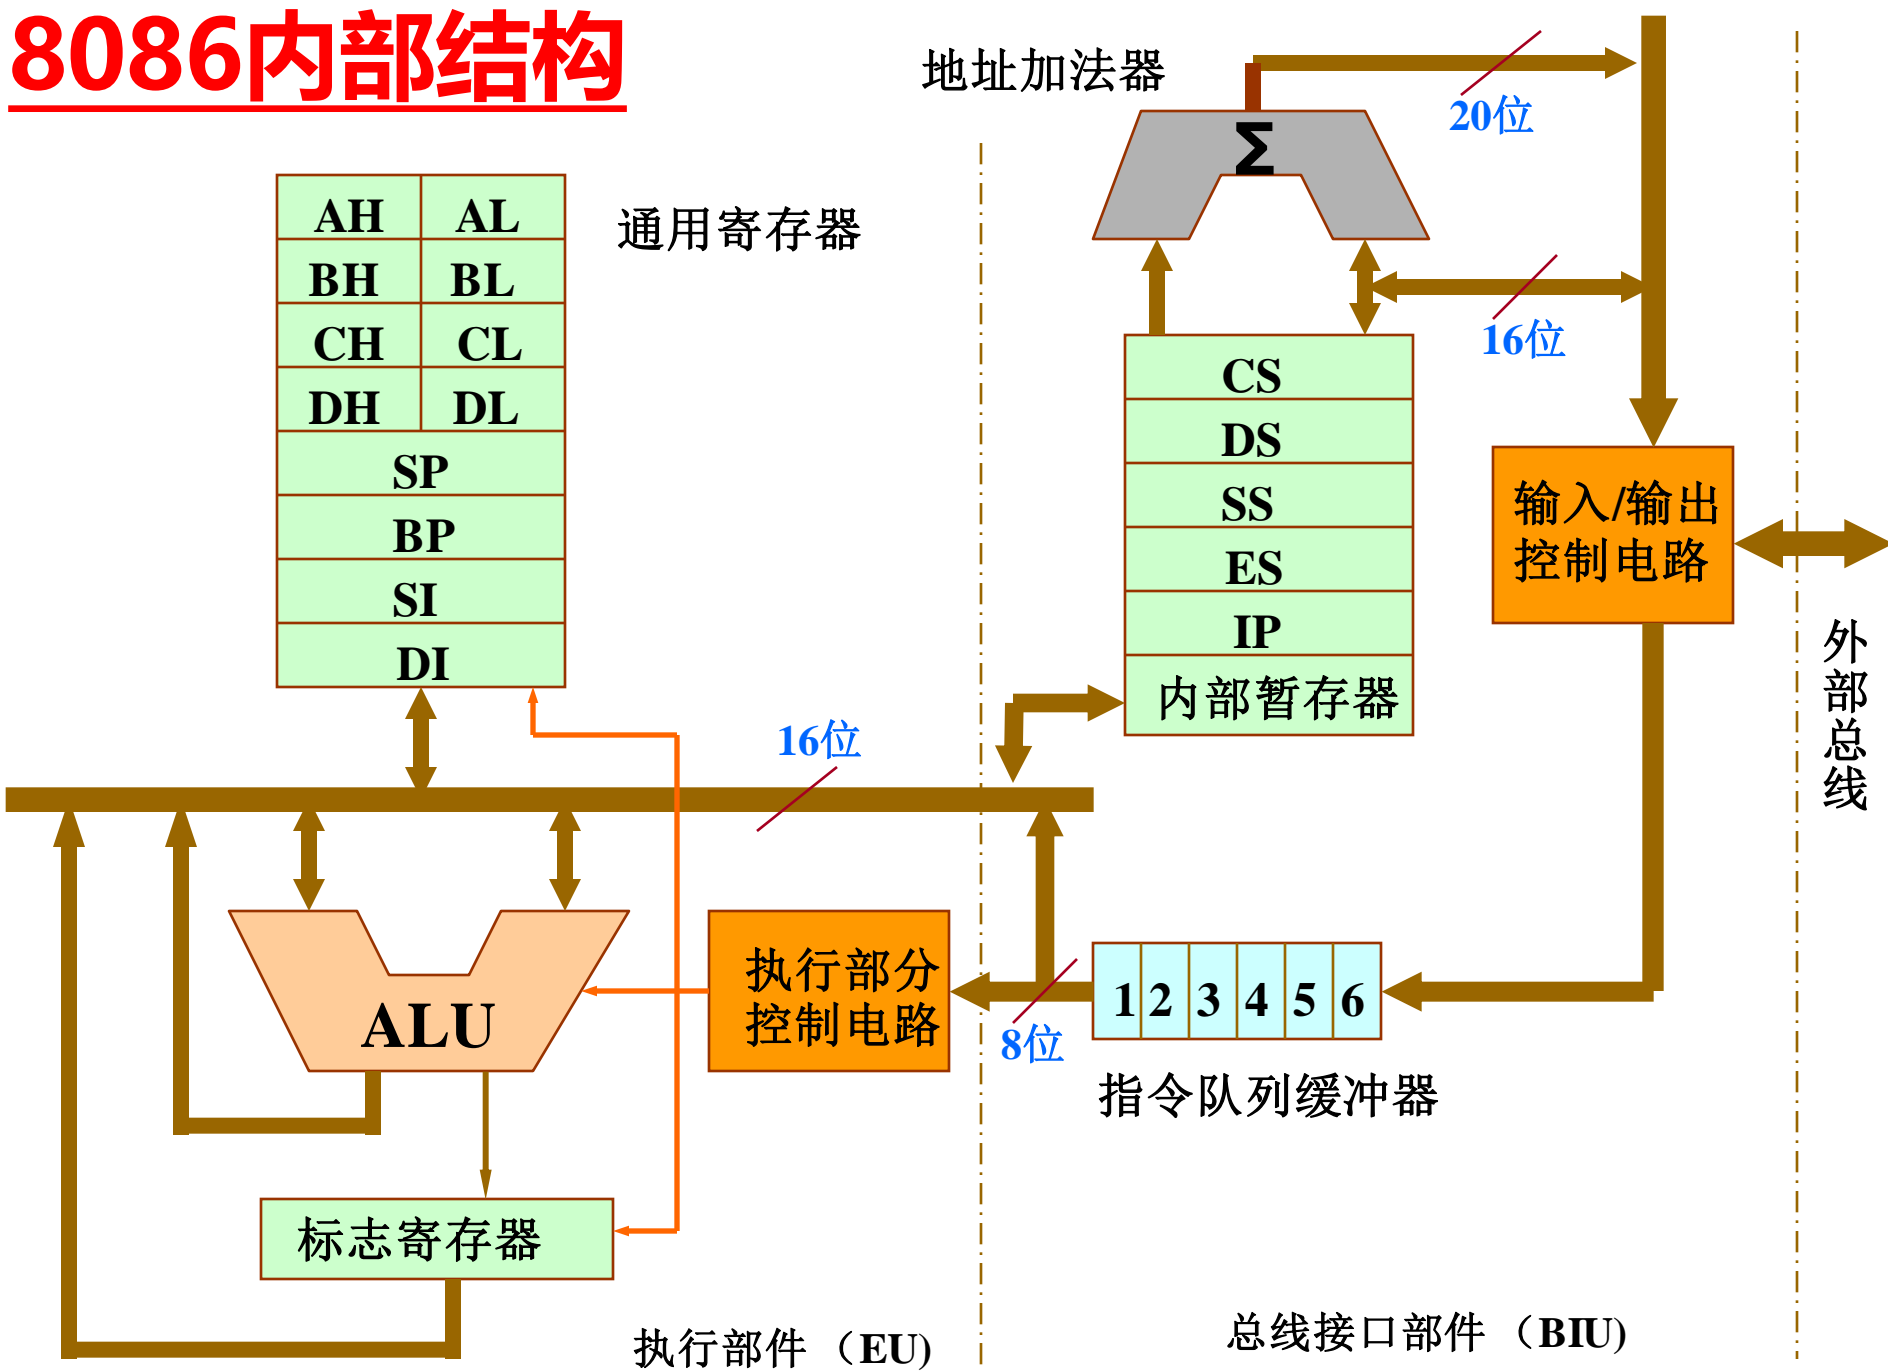 8086内部结构
地址加法器
20位
Σ
通用寄存器
AH AL
BH BL
CH CL
DH DL
SP
BP
SI
DI
16位
CS
DS
SS
ES
IP
内部暂存器
输入/输出
控制电路
外
部
总
线
16位
ALU
执行部分
控制电路
8位
1 2 3 4 5 6
指令队列缓冲器
标志寄存器
执行部件（EU)
总线接口部件（BIU)